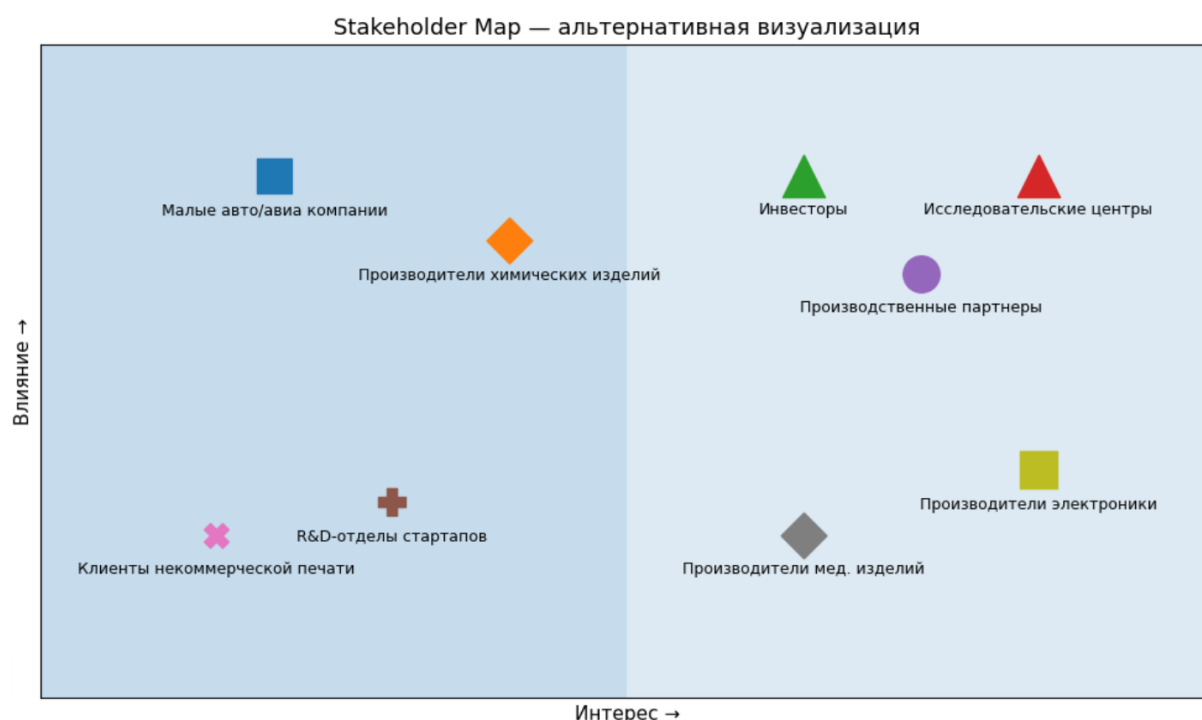 Stakeholder Map — альтернативная визуализация
Малые авто/авиа компании
Инвесторы
Исследовательские центры
Производители химических изделий
Производственные партнеры
Влияние →
Производители электроники
R&D-отделы стартапов
Клиенты некоммерческой печати
Производители мед. изделий
Интерес →